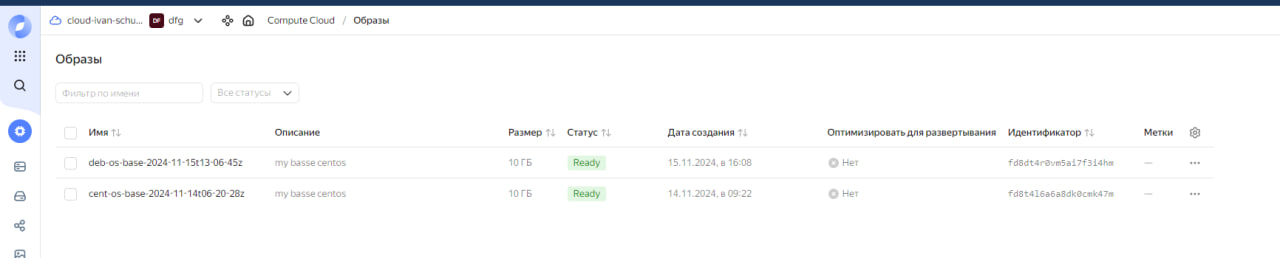 cloud-ivan-schu... DF dfg Compute Cloud / Образы
Образы
Фильтр по имени Все статусы
Имя Описание Размер Статус Дата создания Оптимизировать для развертывания Идентификатор Метки
deb-os-base-2024-11-15t13-06-45z my basse centos 10 ГБ Ready 15.11.2024, в 16:08 Нет fd8dt4r0vm5ai7f3i4hm —
cent-os-base-2024-11-14t06-20-28z my basse centos 10 ГБ Ready 14.11.2024, в 09:22 Нет fd8t4l6a6a8dk0cmk47m —